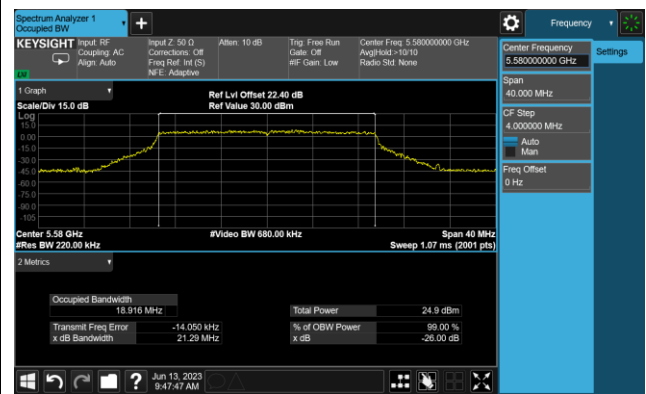 Spectrum Analyzer 1
Occupied BW
Frequency
KEYSIGHT
Input: RF
Coupling: AC
Align: Auto
Input Z: 50 Ω
Corrections: Off
Freq Ref: Int (S)
NFE: Adaptive
Atten: 10 dB
Trig: Free Run
Gate: Off
#IF Gain: Low
Center Freq: 5.580000000 GHz
Avg|Hold:>10/10
Radio Std: None
Center Frequency
5.580000000 GHz
Settings
Span
40.000 MHz
CF Step
4.000000 MHz
Auto
Man
Freq Offset
0 Hz
1 Graph
Scale/Div 15.0 dB
Ref Lvl Offset 22.40 dB
Ref Value 30.00 dBm
Log
15.0
0.00
-15.0
-30.0
-45.0
-60.0
-75.0
-90.0
-105
Center 5.58 GHz
#Video BW 680.00 kHz
Span 40 MHz
#Res BW 220.00 kHz
Sweep 1.07 ms (2001 pts)
2 Metrics
Occupied Bandwidth
18.916 MHz
Total Power 24.9 dBm
Transmit Freq Error -14.050 kHz
% of OBW Power 99.00 %
x dB Bandwidth 21.29 MHz
x dB -26.00 dB
?
Jun 13, 2023
9:47:47 AM